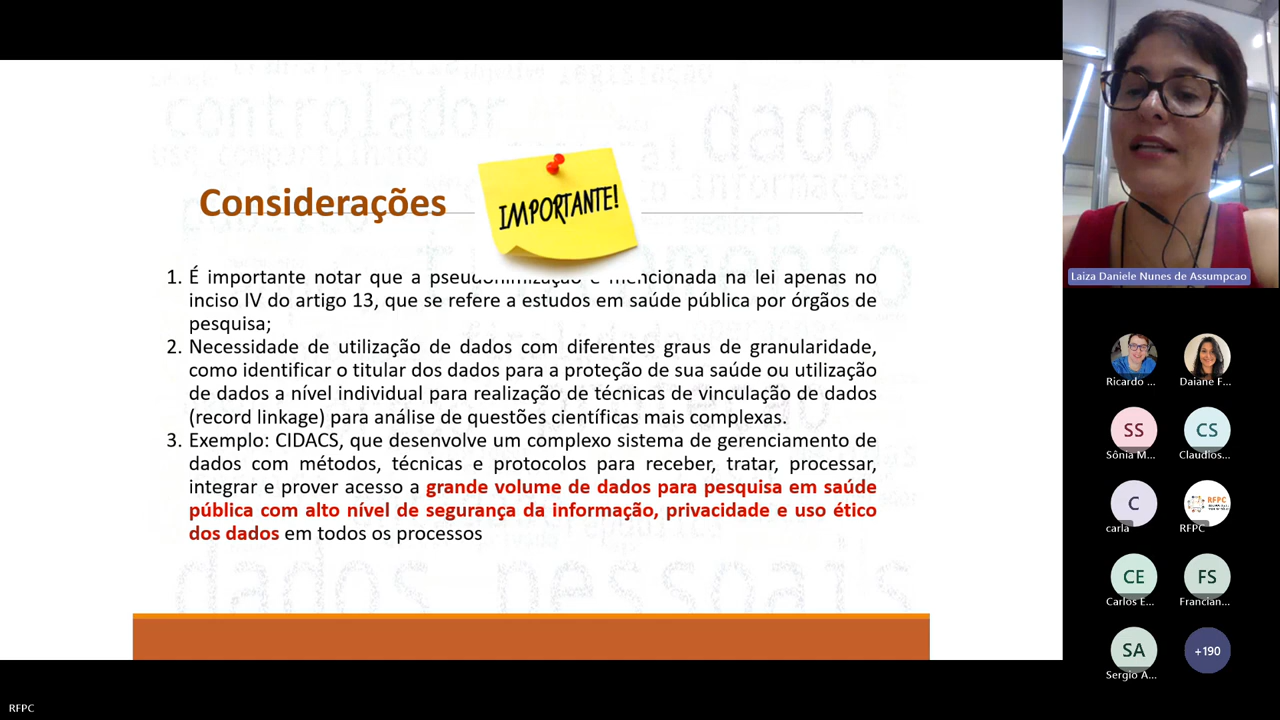 controlador
dado
informações
Considerações
IMPORTANTE!
1. É importante notar que a pseudonimização é mencionada na lei apenas no
inciso IV do artigo 13, que se refere a estudos em saúde pública por órgãos de
pesquisa;
2. Necessidade de utilização de dados com diferentes graus de granularidade,
como identificar o titular dos dados para a proteção de sua saúde ou utilização
de dados a nível individual para realização de técnicas de vinculação de dados
(record linkage) para análise de questões científicas mais complexas.
3. Exemplo: CIDACS, que desenvolve um complexo sistema de gerenciamento de
dados com métodos, técnicas e protocolos para receber, tratar, processar,
integrar e prover acesso a grande volume de dados para pesquisa em saúde
pública com alto nível de segurança da informação, privacidade e uso ético
dos dados em todos os processos
dados pessoais
Laiza Daniele Nunes de Assumpcao
Ricardo ...
Daiane F...
SS
Sônia M...
CS
Claudios...
C
carla
RFPC
RFPC
CE
Carlos E...
FS
Francian...
SA
Sergio A...
+190
RFPC